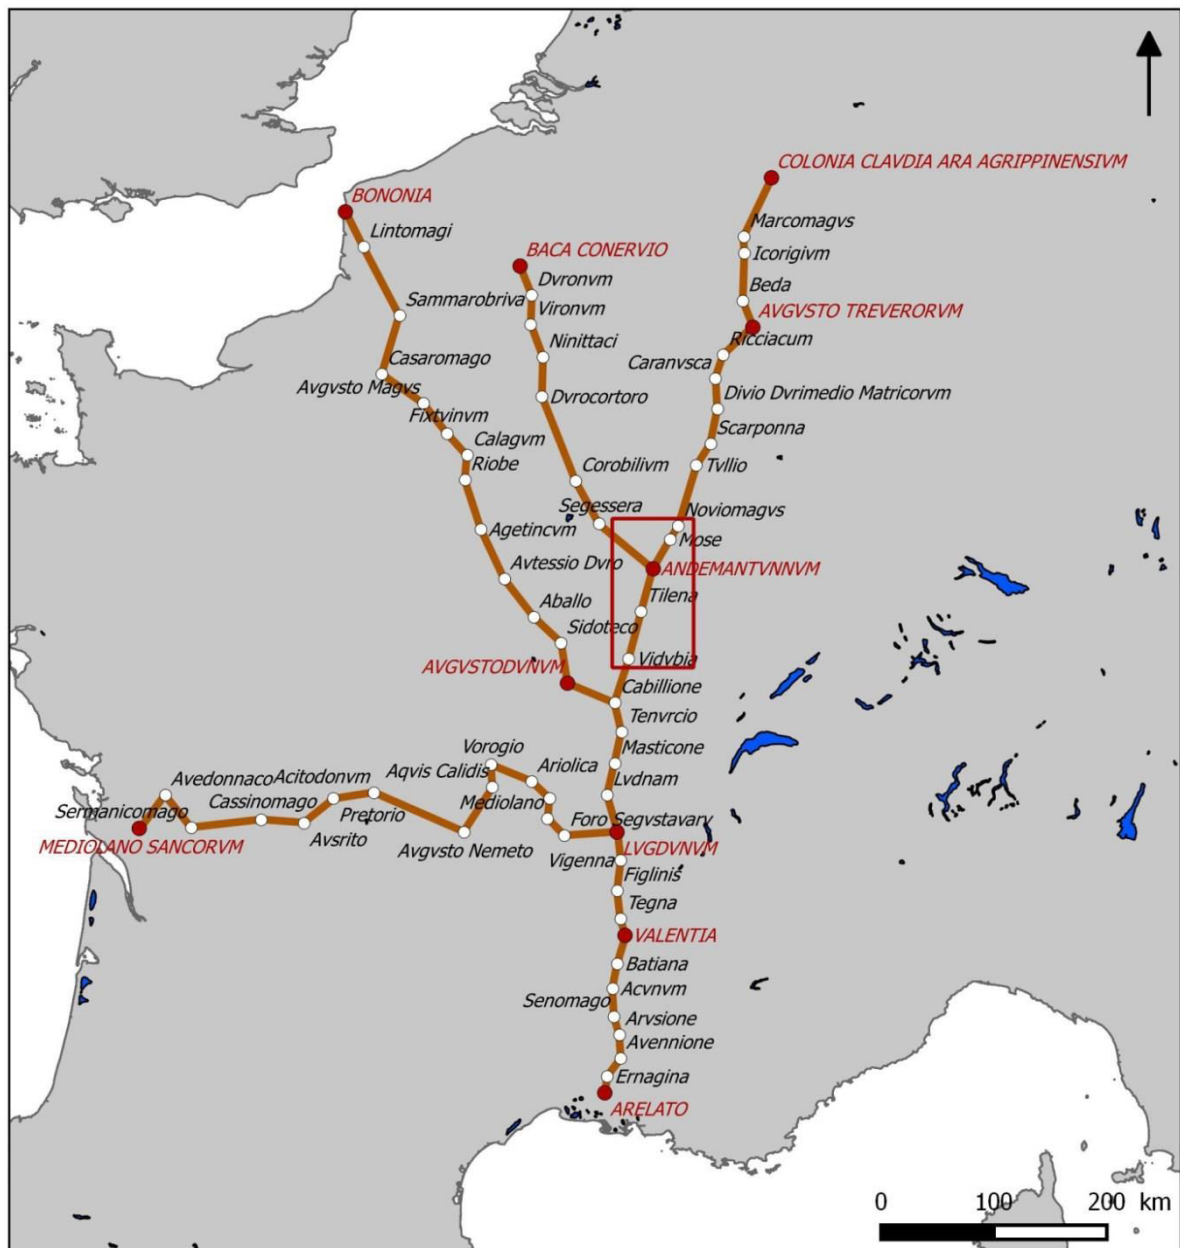 COLONIA CLAVDIA ARA AGRIPPINENSIVM
BONONIA
Marcomagvs
Lintomagi
BACA CONERVIO
Icorigivm
Dvronvm
Beda
Sammarobriva
Vironvm
AVGVSTO TREVERORVM
Ninittaci
Ricciacum
Casaromago
Caranvsca
Avgvsto Magvs
Dvrocortoro
Divio Dvrimedio Matricorvm
Fixtvinvm
Scarponna
Calagvm
Riobe
Corobilivm
Tvllio
Segessera
Noviomagvs
Agetincvm
Mose
Avtessio Dvro
ANDEMANTVNNVM
Tilena
Aballo
Sidoteco
Vidvbia
AVGVSTODVNVM
Cabillione
Tenvrcio
Vorogio
Masticone
Ariolica
Aqvis Calidis
Acitodonvm
Avedonnaco
Lvdnam
Mediolano
Cassinomago
Sermanicomago
Pretorio
Foro Segvstavarv
Avsrito
MEDIOLANO SANCORVM
Avgvsto Nemeto
LVGDVNVM
Vigenna
Figlinis
Tegna
VALENTIA
Batiana
Acvnvm
Senomago
Arvsione
Avennione
Ernagina
ARELATO
0 100 200 km